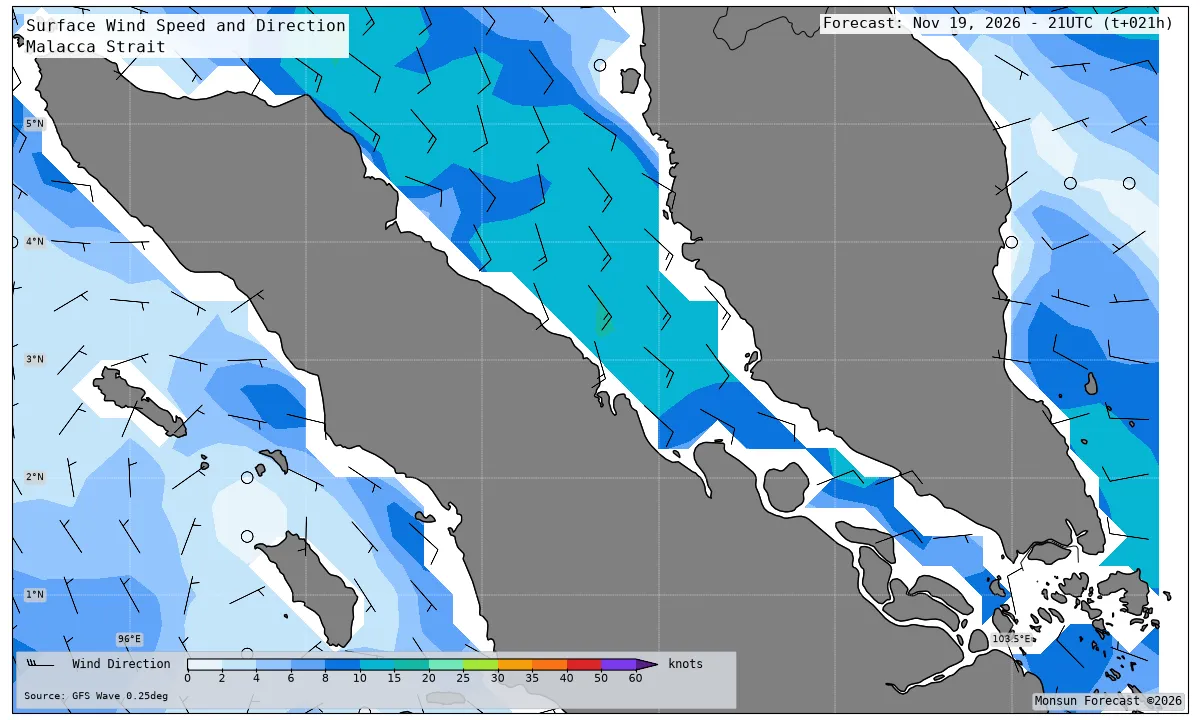 Surface Wind Speed and Direction
Malacca Strait
Forecast: Nov 19, 2026 - 21UTC (t+021h)
5°N
4°N
3°N
2°N
1°N
96°E
103.5°E
Wind Direction
knots
0 2 4 6 8 10 15 20 25 30 35 40 50 60
Source: GFS Wave 0.25deg
Monsun Forecast ©2026